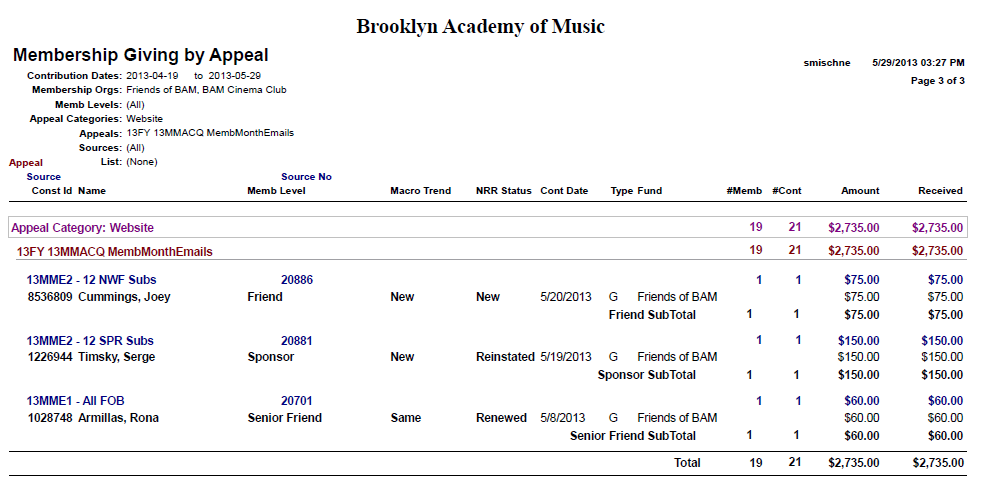 Brooklyn Academy of Music
Membership Giving by Appeal
smischne 5/29/2013 03:27 PM
Contribution Dates: 2013-04-19 to 2013-05-29
Page 3 of 3
Membership Orgs: Friends of BAM, BAM Cinema Club
Memb Levels: (All)
Appeal Categories: Website
Appeals: 13FY 13MMACQ MembMonthEmails
Sources: (All)
Appeal List: (None)
Source Source No
Const Id Name Memb Level Macro Trend NRR Status Cont Date Type Fund #Memb #Cont Amount Received
Appeal Category: Website 19 21 $2,735.00 $2,735.00
13FY 13MMACQ MembMonthEmails 19 21 $2,735.00 $2,735.00
13MME2 - 12 NWF Subs 20886 1 1 $75.00 $75.00
8536809 Cummings, Joey Friend New New 5/20/2013 G Friends of BAM $75.00 $75.00
Friend SubTotal 1 1 $75.00 $75.00
13MME2 - 12 SPR Subs 20881 1 1 $150.00 $150.00
1226944 Timsky, Serge Sponsor New Reinstated 5/19/2013 G Friends of BAM $150.00 $150.00
Sponsor SubTotal 1 1 $150.00 $150.00
13MME1 - All FOB 20701 1 1 $60.00 $60.00
1028748 Armillas, Rona Senior Friend Same Renewed 5/8/2013 G Friends of BAM $60.00 $60.00
Senior Friend SubTotal 1 1 $60.00 $60.00
Total 19 21 $2,735.00 $2,735.00